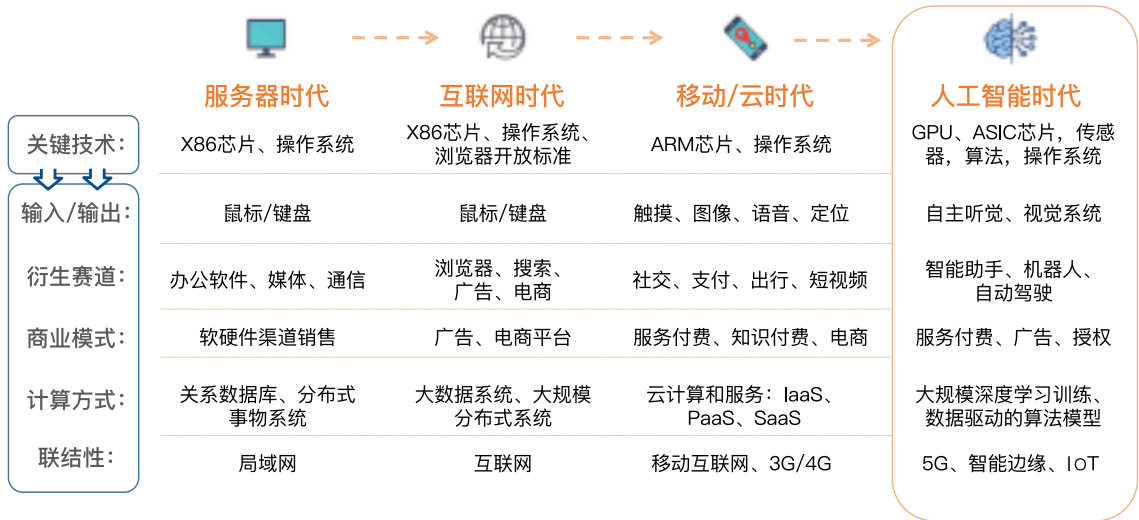 服务器时代 互联网时代 移动/云时代 人工智能时代
关键技术： X86芯片、操作系统 X86芯片、操作系统、 ARM芯片、操作系统 GPU、ASIC芯片，传感
浏览器开放标准 器，算法，操作系统
输入/输出： 鼠标/键盘 鼠标/键盘 触摸、图像、语音、定位 自主听觉、视觉系统
衍生赛道： 办公软件、媒体、通信 浏览器、搜索、 社交、支付、出行、短视频 智能助手、机器人、
广告、电商 自动驾驶
商业模式： 软硬件渠道销售 广告、电商平台 服务付费、知识付费、电商 服务付费、广告、授权
计算方式： 关系数据库、分布式 大数据系统、大规模 云计算和服务：IaaS、 大规模深度学习训练、
事物系统 分布式系统 PaaS、SaaS 数据驱动的算法模型
联结性： 局域网 互联网 移动互联网、3G/4G 5G、智能边缘、IoT